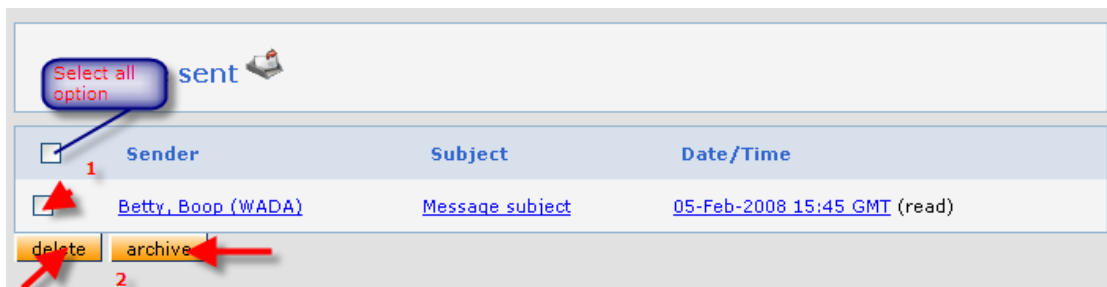 Select all
option
sent
1
Sender Subject Date/Time
Betty, Boop (WADA) Message subject 05-Feb-2008 15:45 GMT (read)
delete archive
2